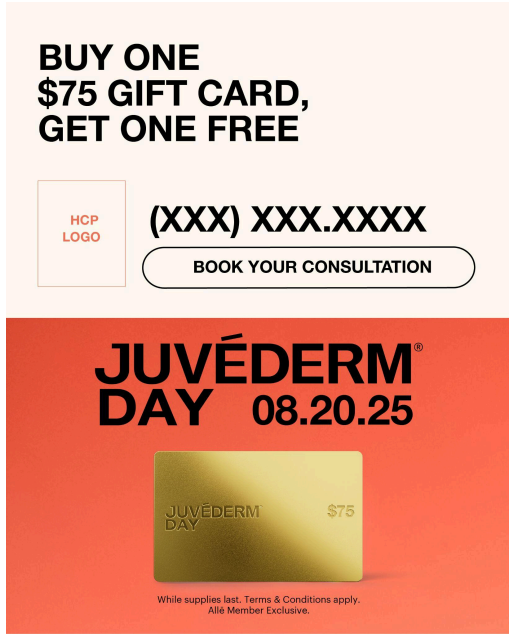 BUY ONE
$75 GIFT CARD,
GET ONE FREE
HCP
LOGO
(XXX) XXX.XXXX
BOOK YOUR CONSULTATION
JUVÉDERM®
DAY 08.20.25
JUVÉDERM $75
DAY
While supplies last. Terms & Conditions apply.
Allē Member Exclusive.